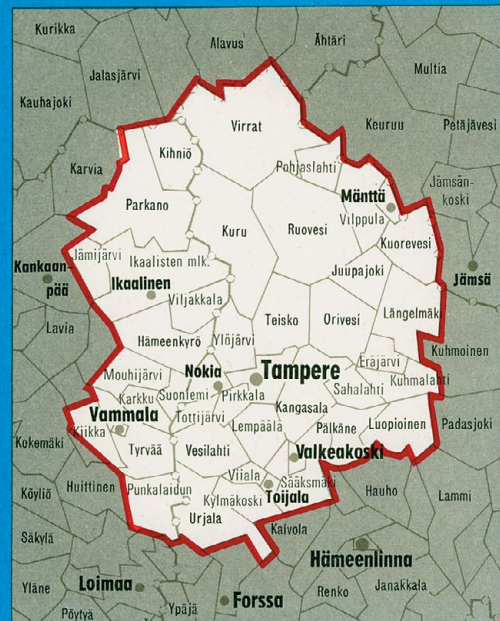 Kurikka
Alavus
Ähtäri
Jalasjärvi
Multia
Kauhajoki
Virrat
Keuruu
Petäjävesi
Kihniö
Karvia
Pohjaslahti
Jämsän-
koski
Mänttä
Parkano
Vilppula
Kuru
Ruovesi
Kuorevesi
Jämijärvi
Ikaalisten mlk.
Juupajoki
Kankaan-
pää
Ikaalinen
Jämsä
Viljakkala
Längelmäki
Teisko
Orivesi
Lavia
Hämeenkyrö
Ylöjärvi
Kuhmoinen
Eräjärvi
Mouhijärvi
Nokia
Tampere
Kuhmalahti
Sahalahti
Karkku
Suoniemi
Pirkkala
Kangasala
Vammala
Tottijärvi
Lempäälä
Pälkäne
Luopioinen
Padasjoki
Kiikka
Kokemäki
Tyrvää
Vesilahti
Valkeakoski
Viiala
Sääksmäki
Huittinen
Punkalaidun
Toijala
Hauho
Lammi
Köyliö
Kylmäkoski
Urjala
Kalvola
Säkylä
Hämeenlinna
Yläne
Loimaa
Renko
Janakkala
Forssa
Pöytyä
Ypäjä